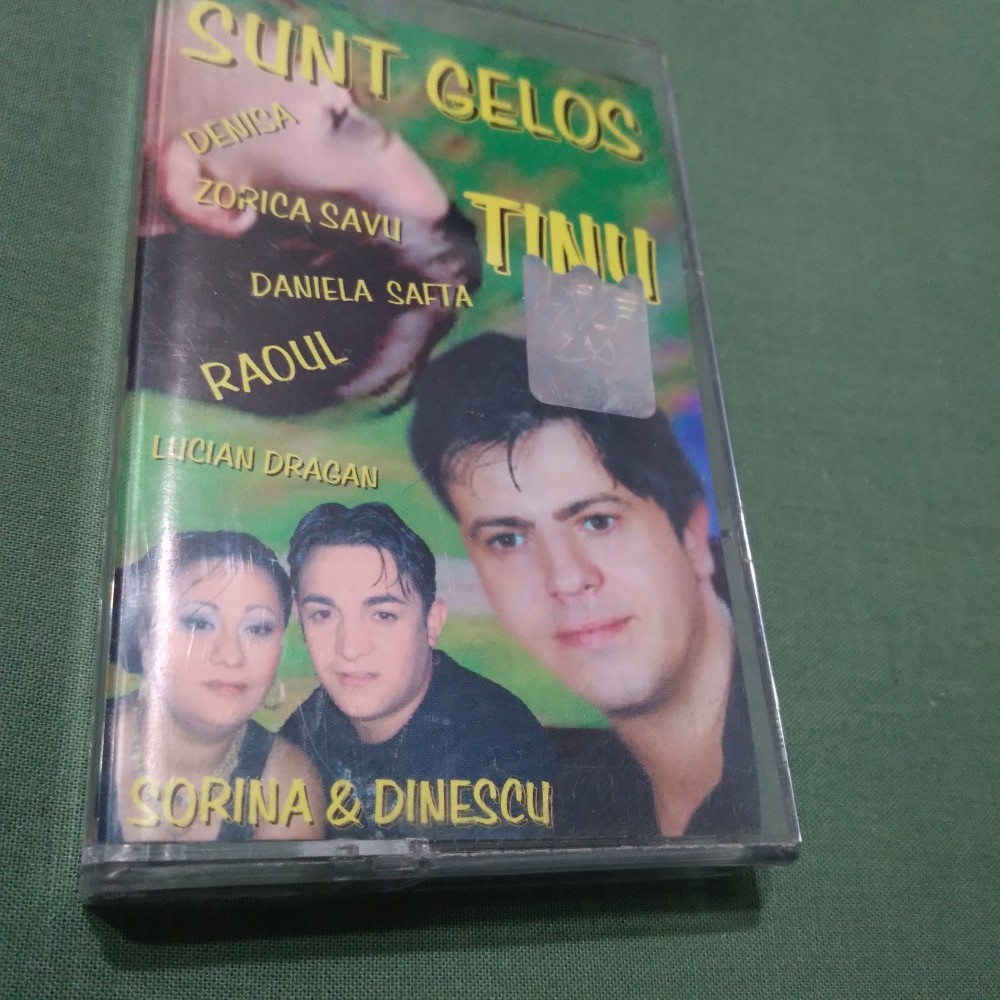 SUNT GELOS
DENISA
ZORICA SAVU
TINU
DANIELA SAFTA
RAOUL
LUCIAN DRAGAN
SORINA & DINESCU